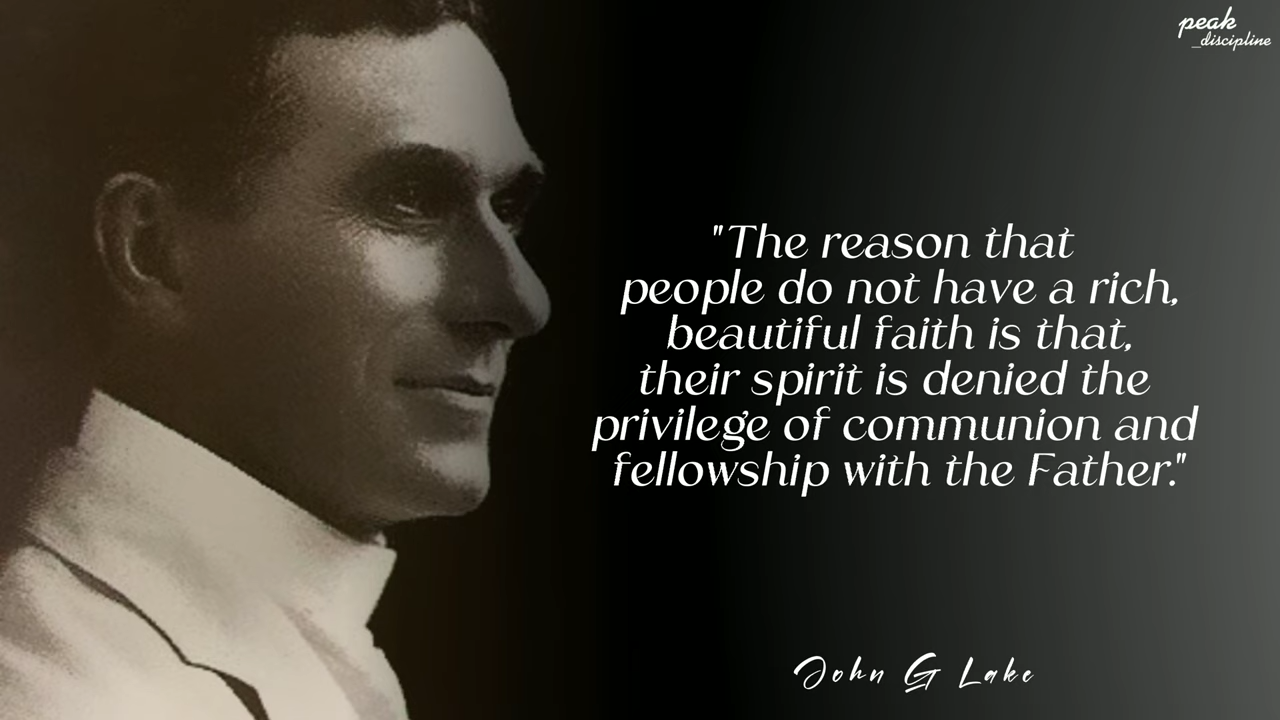 peak
_discipline
"The reason that
people do not have a rich,
beautiful faith is that,
their spirit is denied the
privilege of communion and
fellowship with the Father."
John G Lake